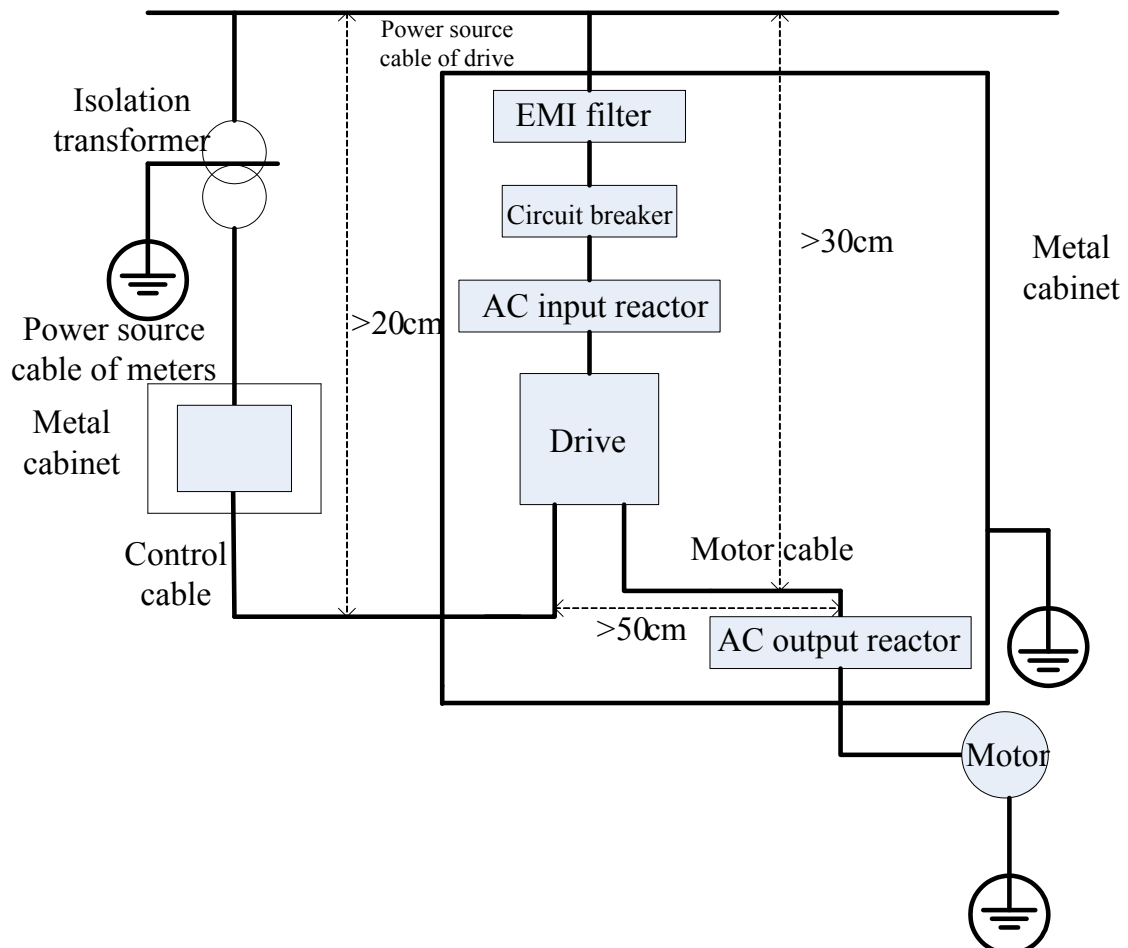 Power source
cable of drive
Isolation
transformer
EMI filter
Circuit breaker
>30cm
Metal
cabinet
AC input reactor
>20cm
Power source
cable of meters
Metal
cabinet
Drive
Control
cable
Motor cable
>50cm
AC output reactor
Motor